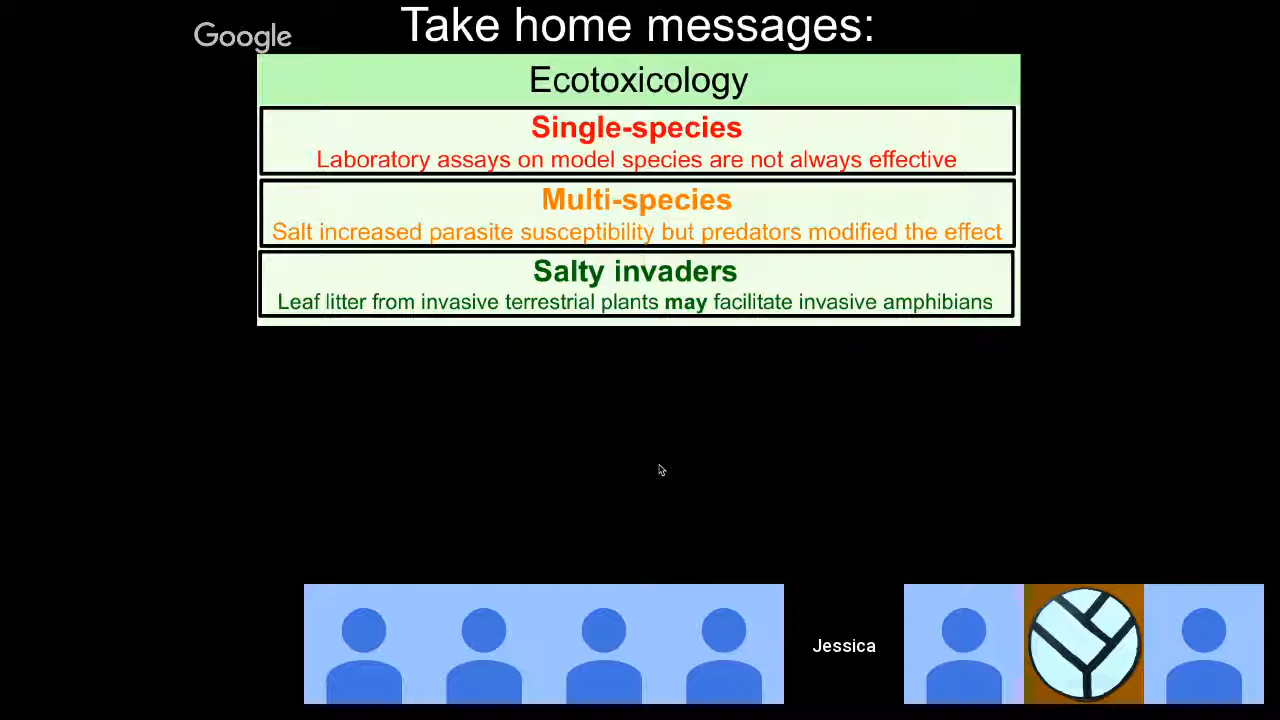 Google
Take home messages:
Ecotoxicology
Single-species
Laboratory assays on model species are not always effective
Multi-species
Salt increased parasite susceptibility but predators modified the effect
Salty invaders
Leaf litter from invasive terrestrial plants may facilitate invasive amphibians
Jessica